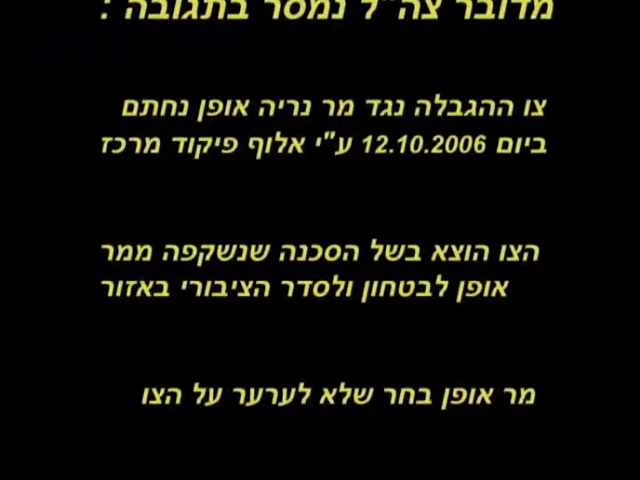 מדובר צה"ל נמסר בתגובה :
צו ההגבלה נגד מר נריה אופן נחתם
ביום 12.10.2006 ע"י אלוף פיקוד מרכז
הצו הוצא בשל הסכנה שנשקפה ממר
אופן לבטחון ולסדר הציבורי באזור
מר אופן בחר שלא לערער על הצו